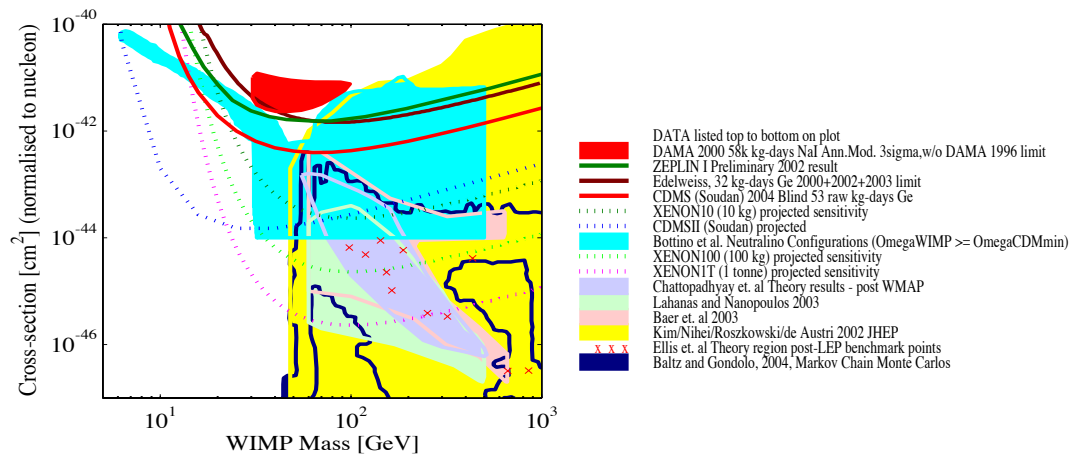 10^-40
10^-42
10^-44
10^-46
Cross-section [cm^2] (normalised to nucleon)
10^1
10^2
10^3
WIMP Mass [GeV]
DATA listed top to bottom on plot
DAMA 2000 58k kg-days NaI Ann.Mod. 3sigma,w/o DAMA 1996 limit
ZEPLIN I Preliminary 2002 result
Edelweiss, 32 kg-days Ge 2000+2002+2003 limit
CDMS (Soudan) 2004 Blind 53 raw kg-days Ge
XENON10 (10 kg) projected sensitivity
CDMSII (Soudan) projected
Bottino et al. Neutralino Configurations (OmegaWIMP >= OmegaCDMmin)
XENON100 (100 kg) projected sensitivity
XENON1T (1 tonne) projected sensitivity
Chattopadhyay et. al Theory results - post WMAP
Lahanas and Nanopoulos 2003
Baer et. al 2003
Kim/Nihei/Roszkowski/de Austri 2002 JHEP
x x x Ellis et. al Theory region post-LEP benchmark points
Baltz and Gondolo, 2004, Markov Chain Monte Carlos